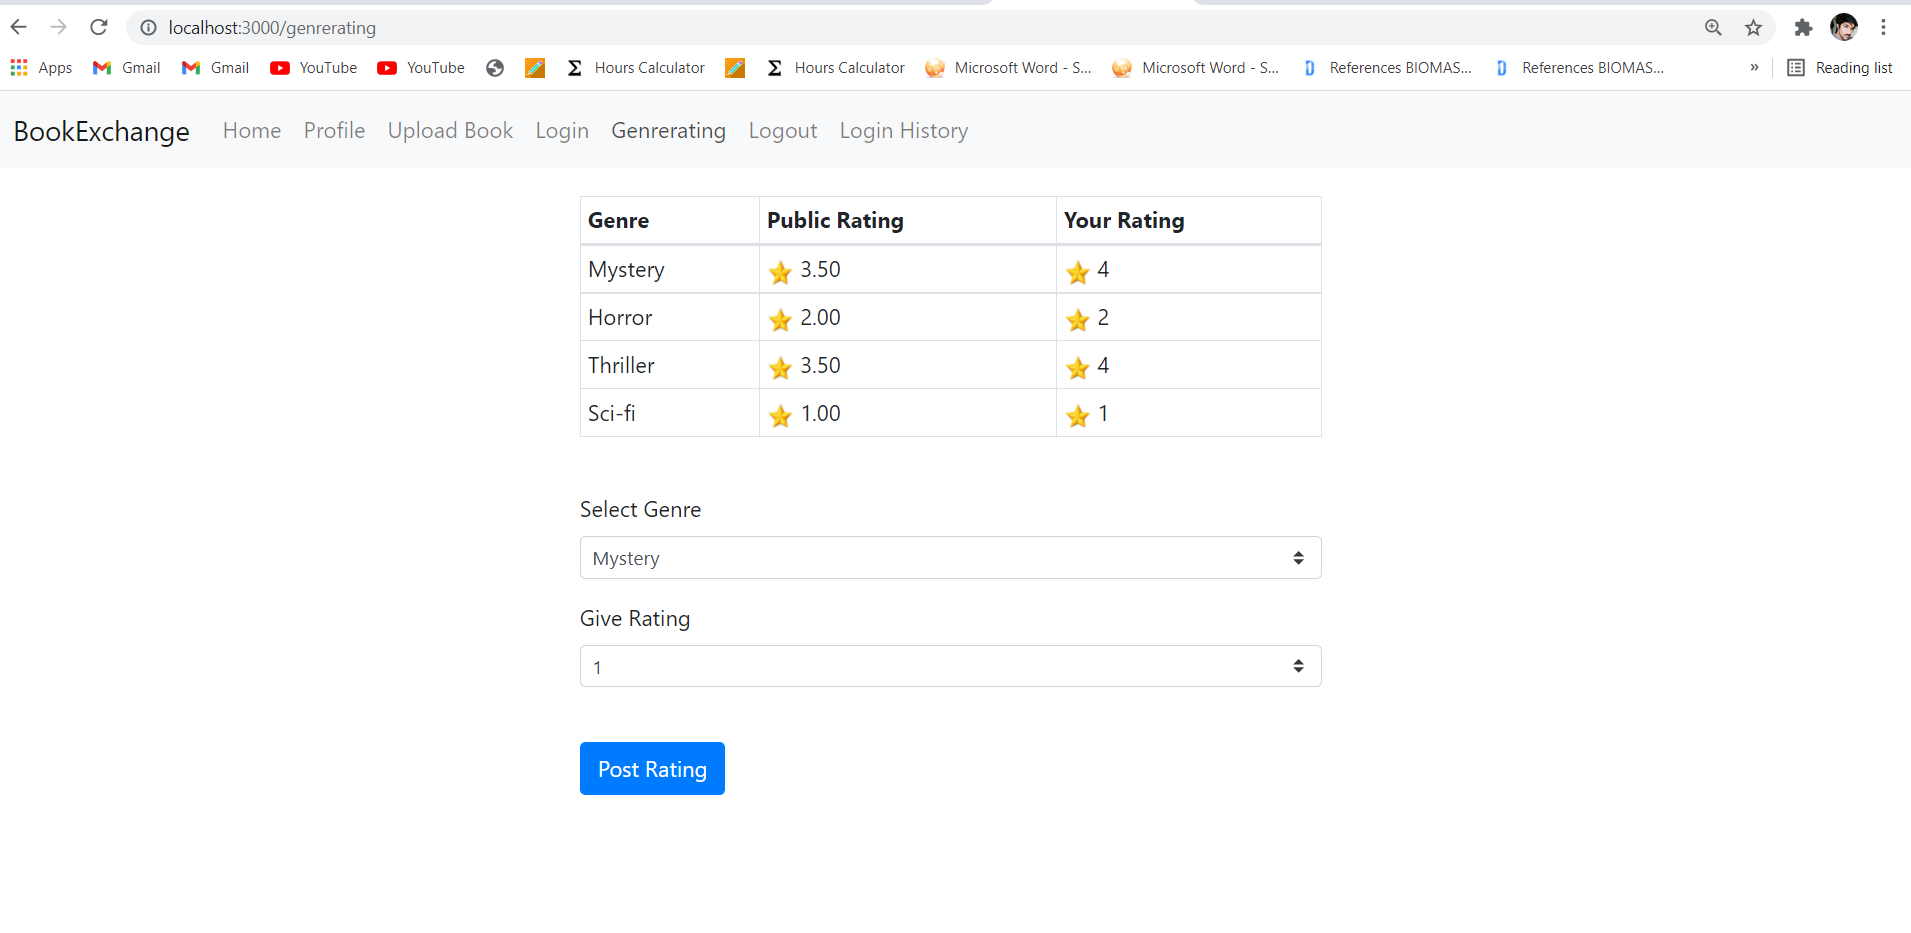 localhost:3000/genrerating
Apps Gmail Gmail YouTube YouTube Hours Calculator Hours Calculator Microsoft Word - S... Microsoft Word - S... References BIOMAS... References BIOMAS... » Reading list
BookExchange Home Profile Upload Book Login Genrerating Logout Login History
Genre Public Rating Your Rating
Mystery 3.50 4
Horror 2.00 2
Thriller 3.50 4
Sci-fi 1.00 1
Select Genre
Mystery
Give Rating
1
Post Rating